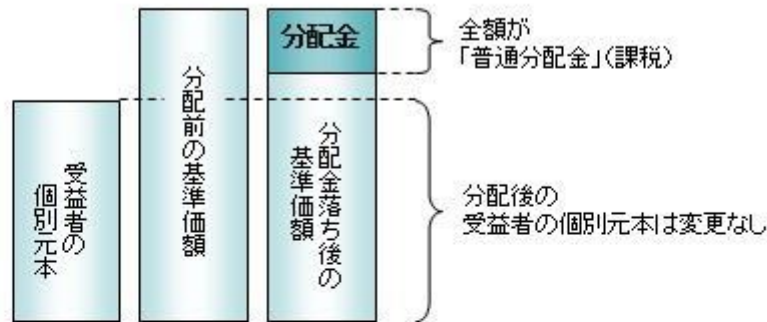 受益者の
個別元本
分配前の基準価額
分配金
分配金落ち後の
基準価額
全額が
「普通分配金」(課税)
分配後の
受益者の個別元本は変更なし